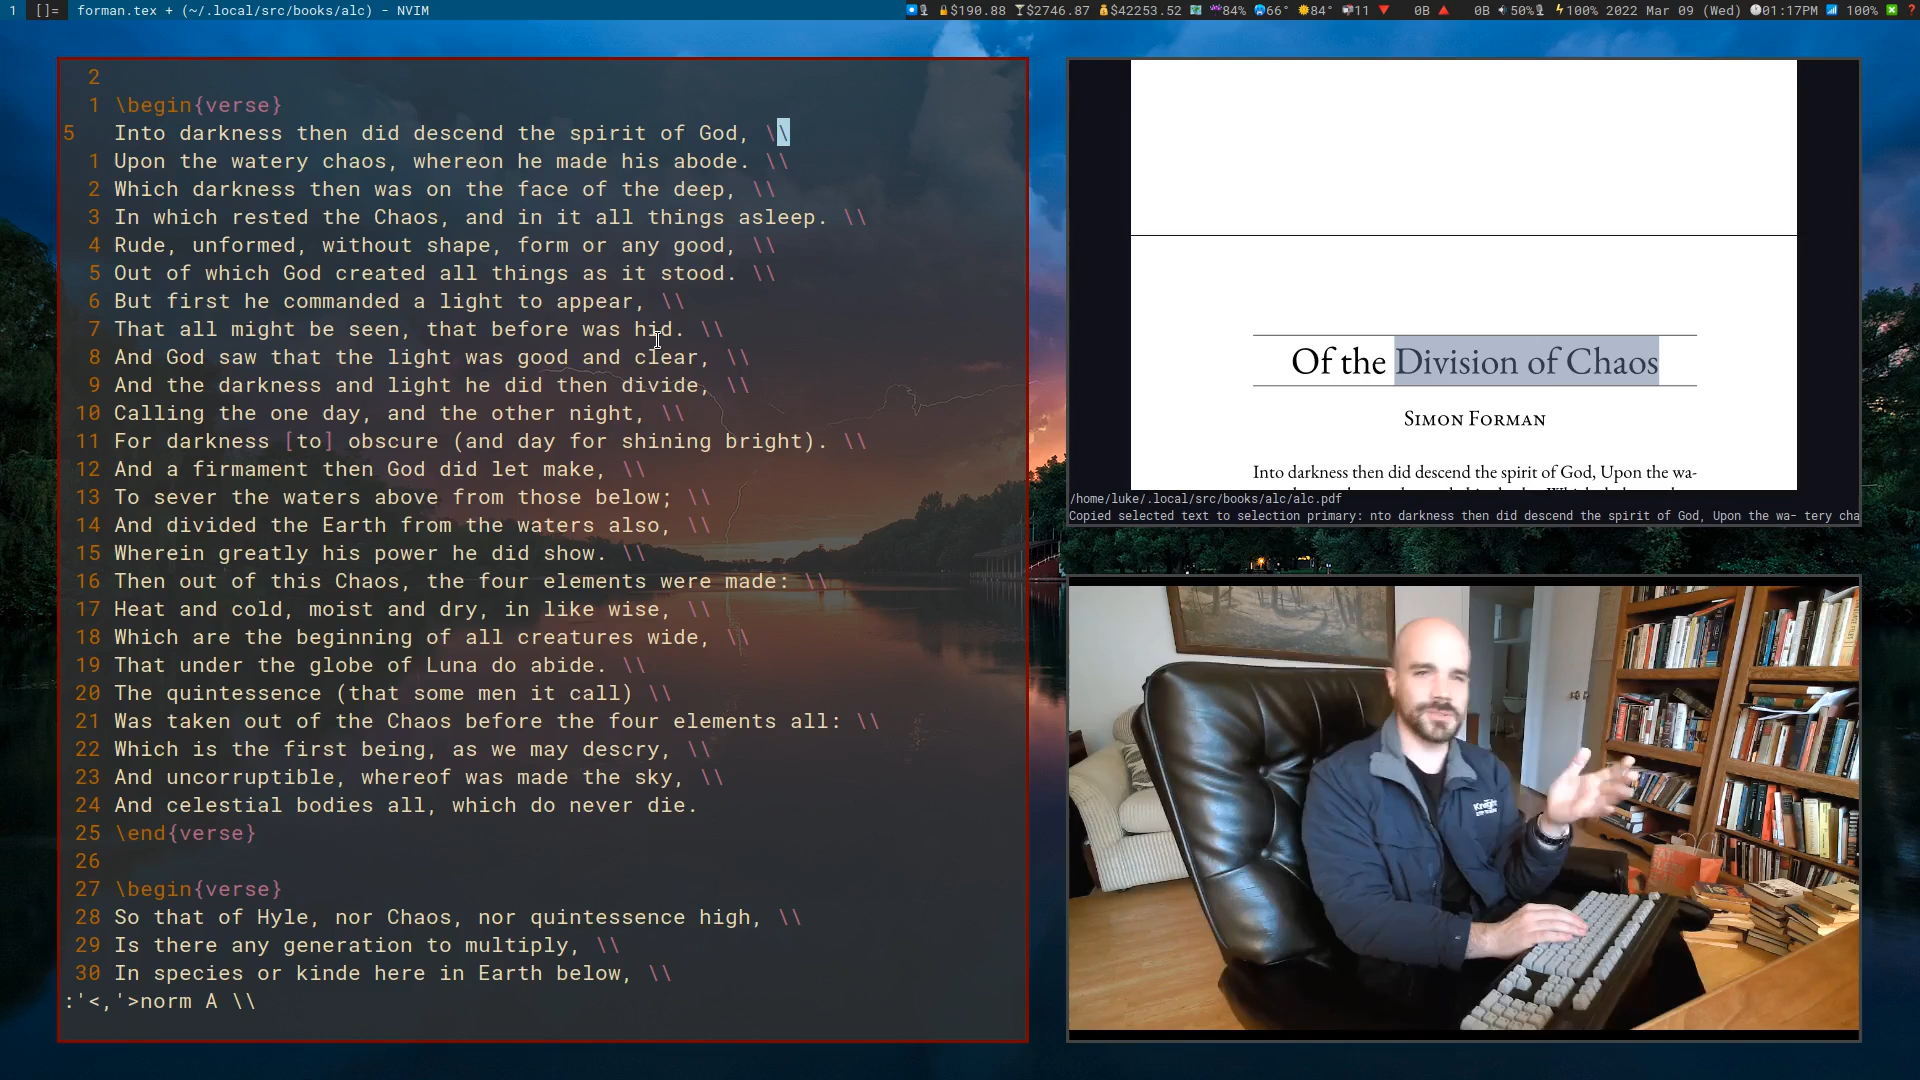 1 []= forman.tex + (~/.local/src/books/alc) - NVIM
$190.88 $2746.87 $42253.52 84% 66° 84° 11 0B 0B 50% 100% 2022 Mar 09 (Wed) 01:17PM 100%
2
1 \begin{verse}
5 Into darkness then did descend the spirit of God, \\
1 Upon the watery chaos, whereon he made his abode. \\
2 Which darkness then was on the face of the deep, \\
3 In which rested the Chaos, and in it all things asleep. \\
4 Rude, unformed, without shape, form or any good, \\
5 Out of which God created all things as it stood. \\
6 But first he commanded a light to appear, \\
7 That all might be seen, that before was hid. \\
8 And God saw that the light was good and clear, \\
9 And the darkness and light he did then divide, \\
10 Calling the one day, and the other night, \\
11 For darkness [to] obscure (and day for shining bright). \\
12 And a firmament then God did let make, \\
13 To sever the waters above from those below; \\
14 And divided the Earth from the waters also, \\
15 Wherein greatly his power he did show. \\
16 Then out of this Chaos, the four elements were made: \\
17 Heat and cold, moist and dry, in like wise, \\
18 Which are the beginning of all creatures wide, \\
19 That under the globe of Luna do abide. \\
20 The quintessence (that some men it call) \\
21 Was taken out of the Chaos before the four elements all: \\
22 Which is the first being, as we may descry, \\
23 And uncorruptible, whereof was made the sky, \\
24 And celestial bodies all, which do never die.
25 \end{verse}
26
27 \begin{verse}
28 So that of Hyle, nor Chaos, nor quintessence high, \\
29 Is there any generation to multiply, \\
30 In species or kinde here in Earth below, \\
:'<,'>norm A \\
Of the Division of Chaos
Simon Forman
Into darkness then did descend the spirit of God, Upon the wa-
/home/luke/.local/src/books/alc/alc.pdf
Copied selected text to selection primary: nto darkness then did descend the spirit of God, Upon the wa- tery cha
Knight